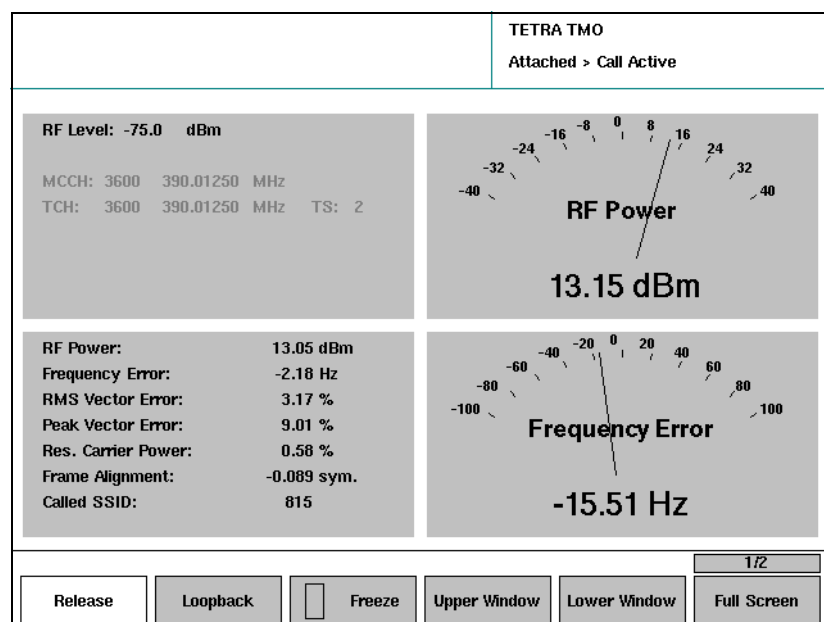 TETRA TMO
Attached > Call Active
RF Level: -75.0 dBm
MCCH: 3600 390.01250 MHz
TCH: 3600 390.01250 MHz TS: 2
-40 -32 -24 -16 -8 0 8 16 24 32 40
RF Power
13.15 dBm
RF Power: 13.05 dBm
Frequency Error: -2.18 Hz
RMS Vector Error: 3.17 %
Peak Vector Error: 9.01 %
Res. Carrier Power: 0.58 %
Frame Alignment: -0.089 sym.
Called SSID: 815
-100 -80 -60 -40 -20 0 20 40 60 80 100
Frequency Error
-15.51 Hz
1/2
Release Loopback Freeze Upper Window Lower Window Full Screen